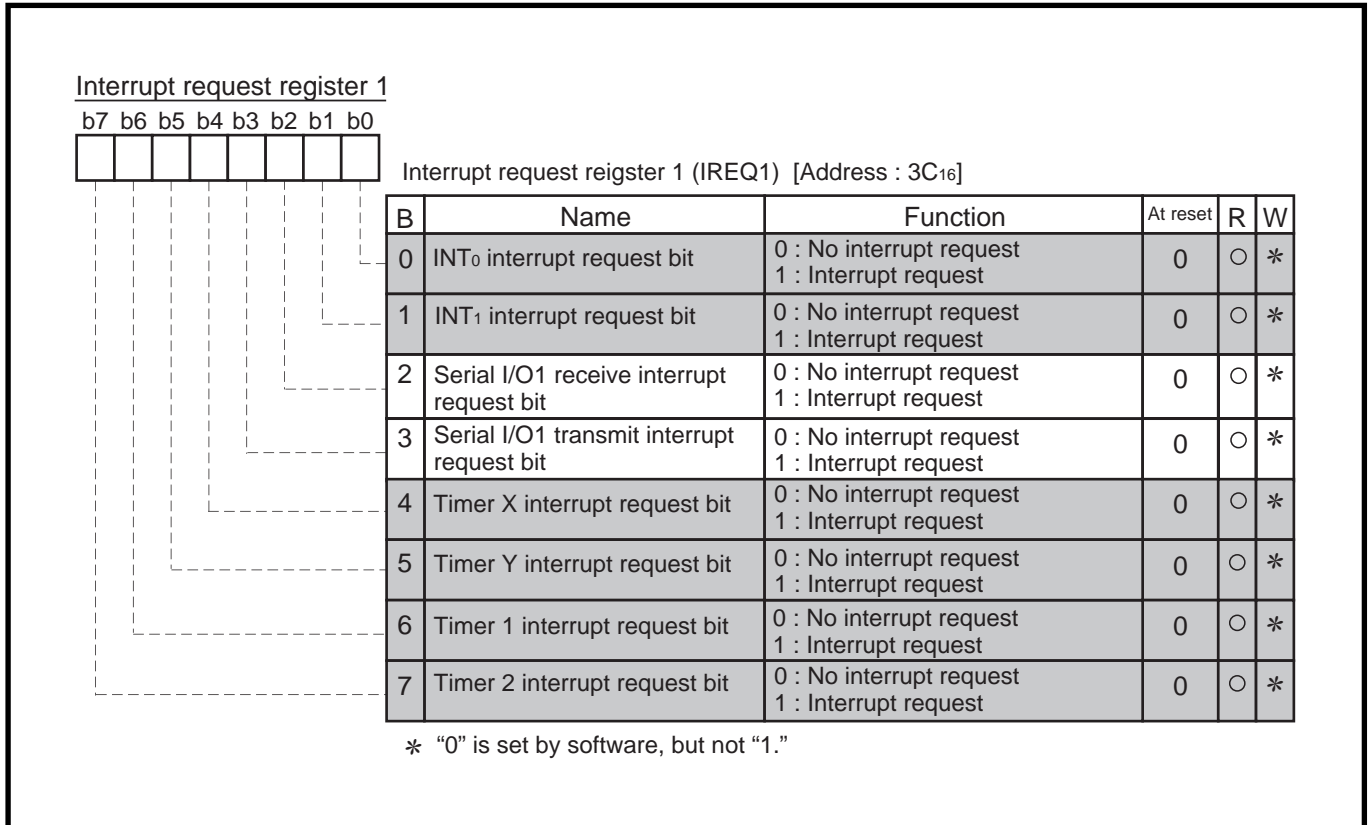 Interrupt request register 1
b7 b6 b5 b4 b3 b2 b1 b0
Interrupt request reigster 1 (IREQ1) [Address : 3C16]
B Name Function At reset R W
0 INT0 interrupt request bit 0 : No interrupt request 0 ○ *
1 : Interrupt request
1 INT1 interrupt request bit 0 : No interrupt request 0 ○ *
1 : Interrupt request
2 Serial I/O1 receive interrupt 0 : No interrupt request 0 ○ *
request bit 1 : Interrupt request
3 Serial I/O1 transmit interrupt 0 : No interrupt request 0 ○ *
request bit 1 : Interrupt request
4 Timer X interrupt request bit 0 : No interrupt request 0 ○ *
1 : Interrupt request
5 Timer Y interrupt request bit 0 : No interrupt request 0 ○ *
1 : Interrupt request
6 Timer 1 interrupt request bit 0 : No interrupt request 0 ○ *
1 : Interrupt request
7 Timer 2 interrupt request bit 0 : No interrupt request 0 ○ *
1 : Interrupt request
* “0” is set by software, but not “1.”